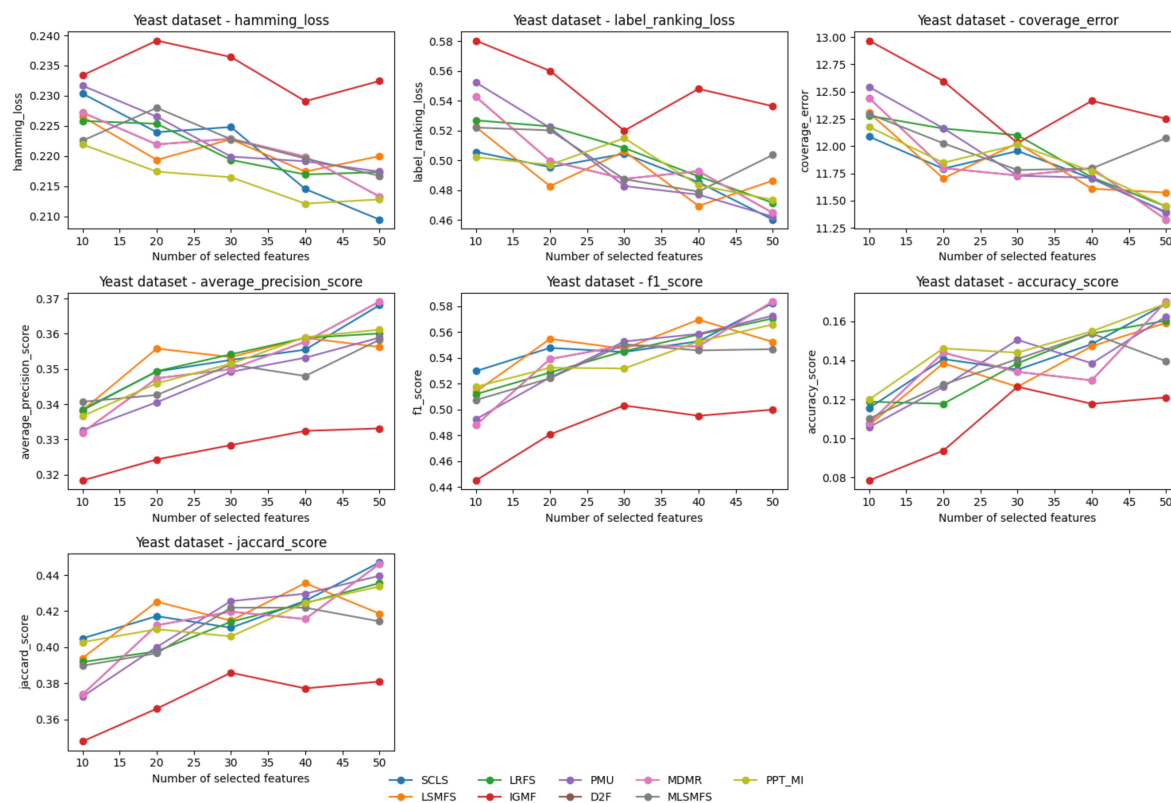 Yeast dataset - hamming_loss
hamming_loss
0.240
0.235
0.230
0.225
0.220
0.215
0.210
10 15 20 25 30 35 40 45 50
Number of selected features
Yeast dataset - label_ranking_loss
label_ranking_loss
0.58
0.56
0.54
0.52
0.50
0.48
0.46
10 15 20 25 30 35 40 45 50
Number of selected features
Yeast dataset - coverage_error
coverage_error
13.00
12.75
12.50
12.25
12.00
11.75
11.50
11.25
10 15 20 25 30 35 40 45 50
Number of selected features
Yeast dataset - average_precision_score
average_precision_score
0.37
0.36
0.35
0.34
0.33
0.32
10 15 20 25 30 35 40 45 50
Number of selected features
Yeast dataset - f1_score
f1_score
0.58
0.56
0.54
0.52
0.50
0.48
0.46
0.44
10 15 20 25 30 35 40 45 50
Number of selected features
Yeast dataset - accuracy_score
accuracy_score
0.16
0.14
0.12
0.10
0.08
10 15 20 25 30 35 40 45 50
Number of selected features
Yeast dataset - jaccard_score
jaccard_score
0.44
0.42
0.40
0.38
0.36
10 15 20 25 30 35 40 45 50
Number of selected features
SCLS LRFS PMU MDMR PPT_MI
LSMFS IGMF D2F MLSMFS